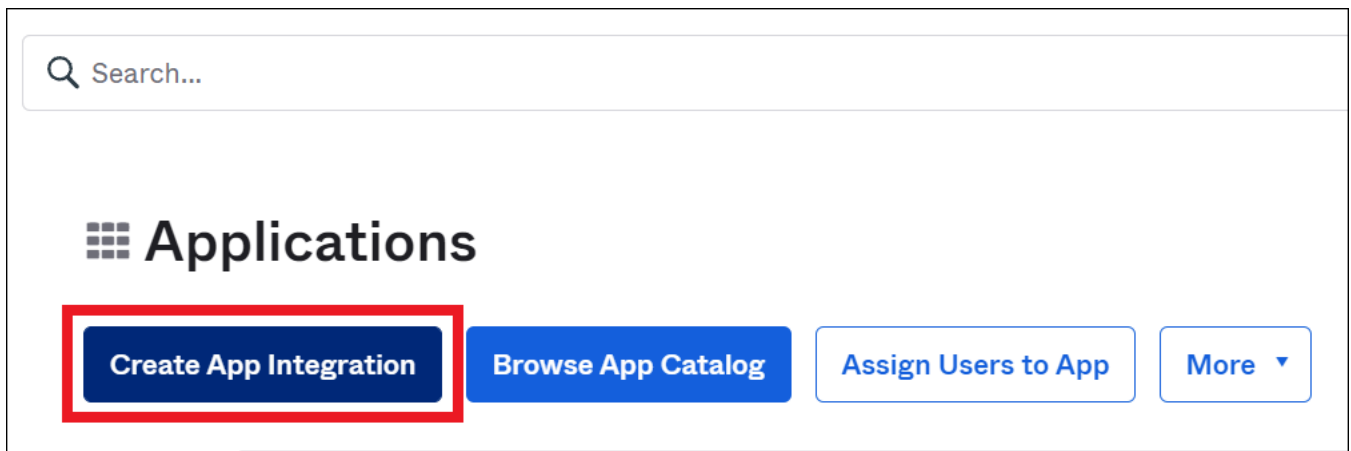 Search...
Applications
Create App Integration Browse App Catalog Assign Users to App More